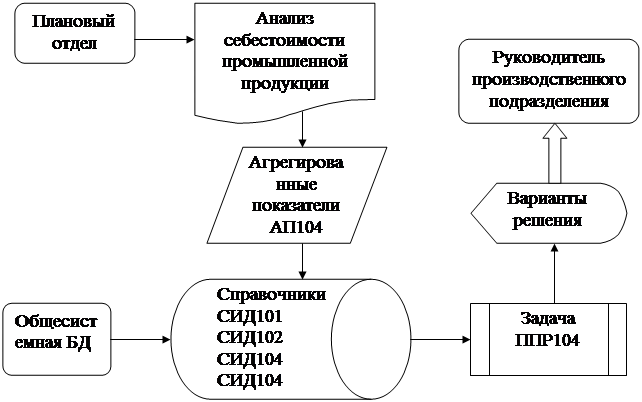 Плановый
отдел
Анализ
себестоимости
промышленной
продукции
Руководитель
производственного
подразделения
Агрегирова
нные
показатели
АП104
Варианты
решения
Общесист
емная БД
Справочники
СИД101
СИД102
СИД104
СИД104
Задача
ППР104